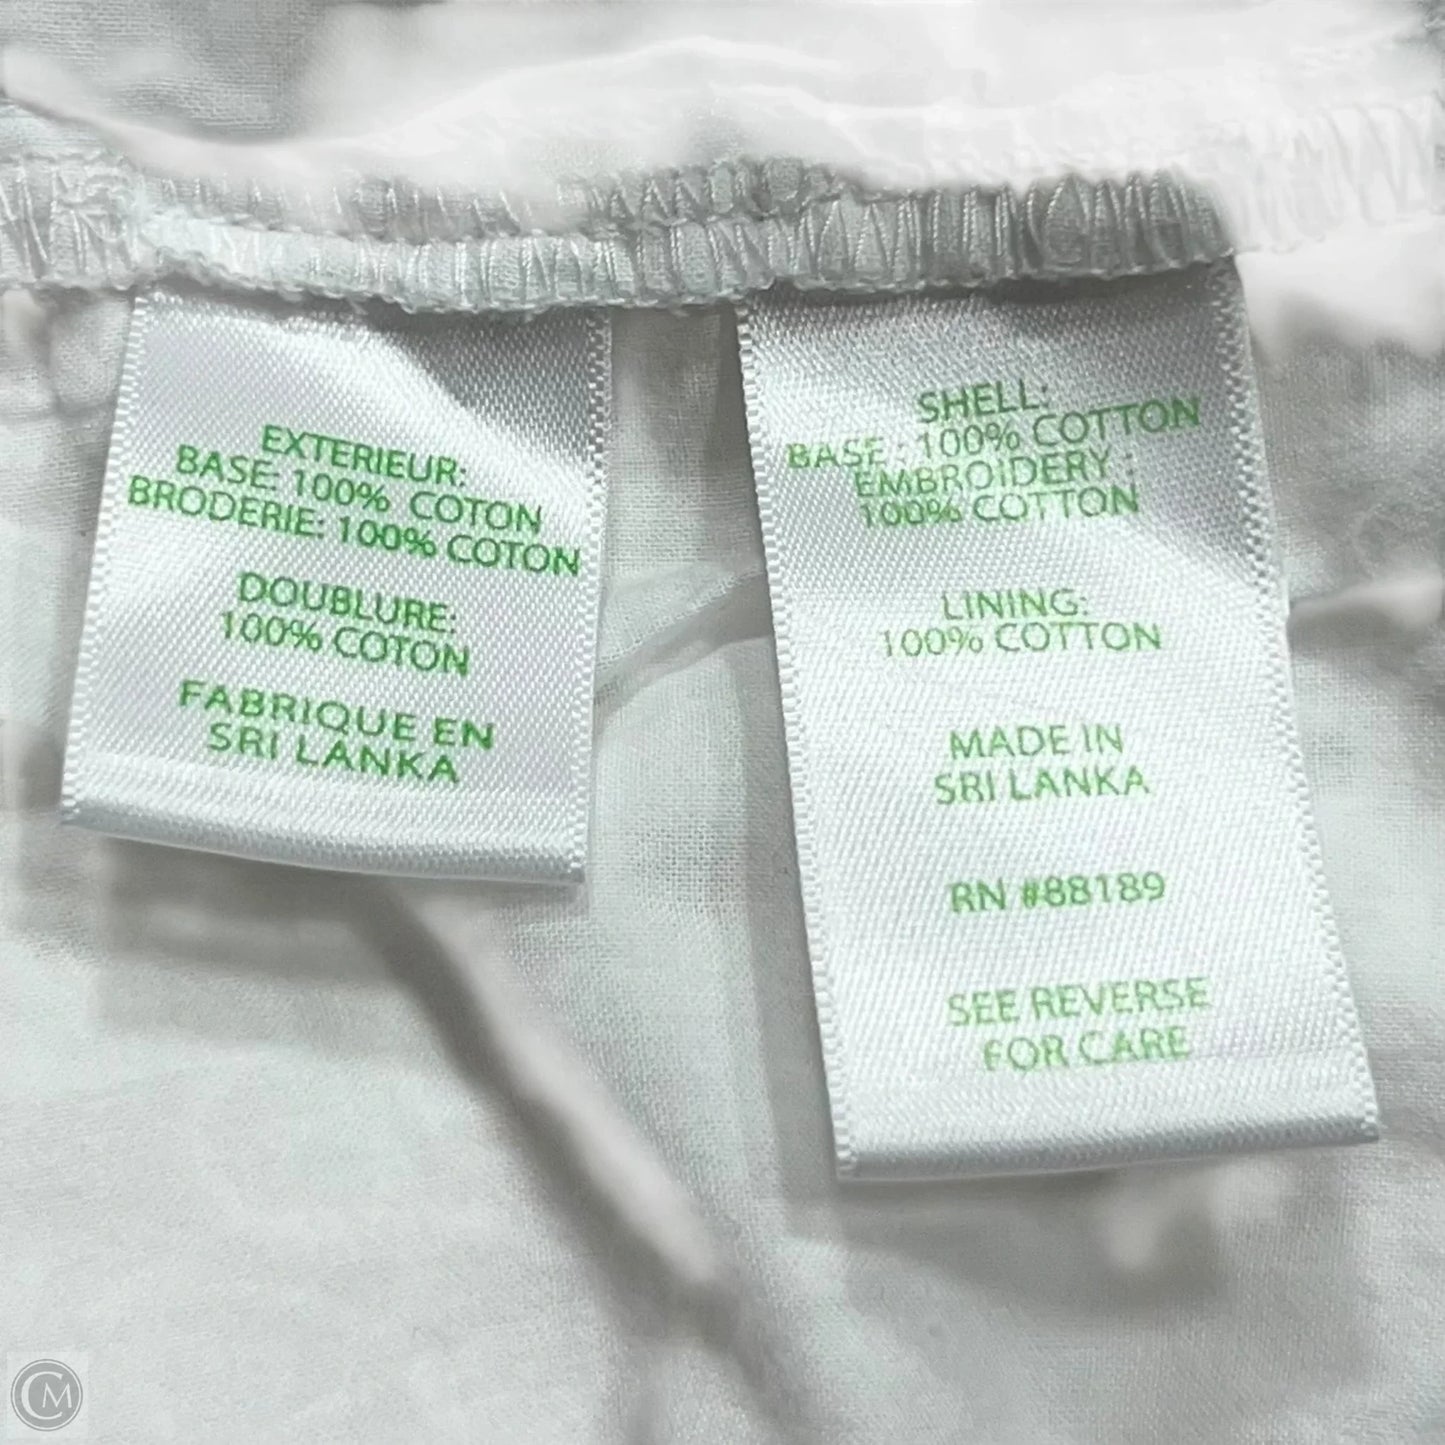 EXTERIEUR:
BASE: 100% COTON
BRODERIE: 100% COTON
DOUBLURE:
100% COTON
FABRIQUE EN
SRI LANKA
SHELL:
BASE : 100% COTTON
EMBROIDERY :
100% COTTON
LINING:
100% COTTON
MADE IN
SRI LANKA
RN #88189
SEE REVERSE
FOR CARE
CM